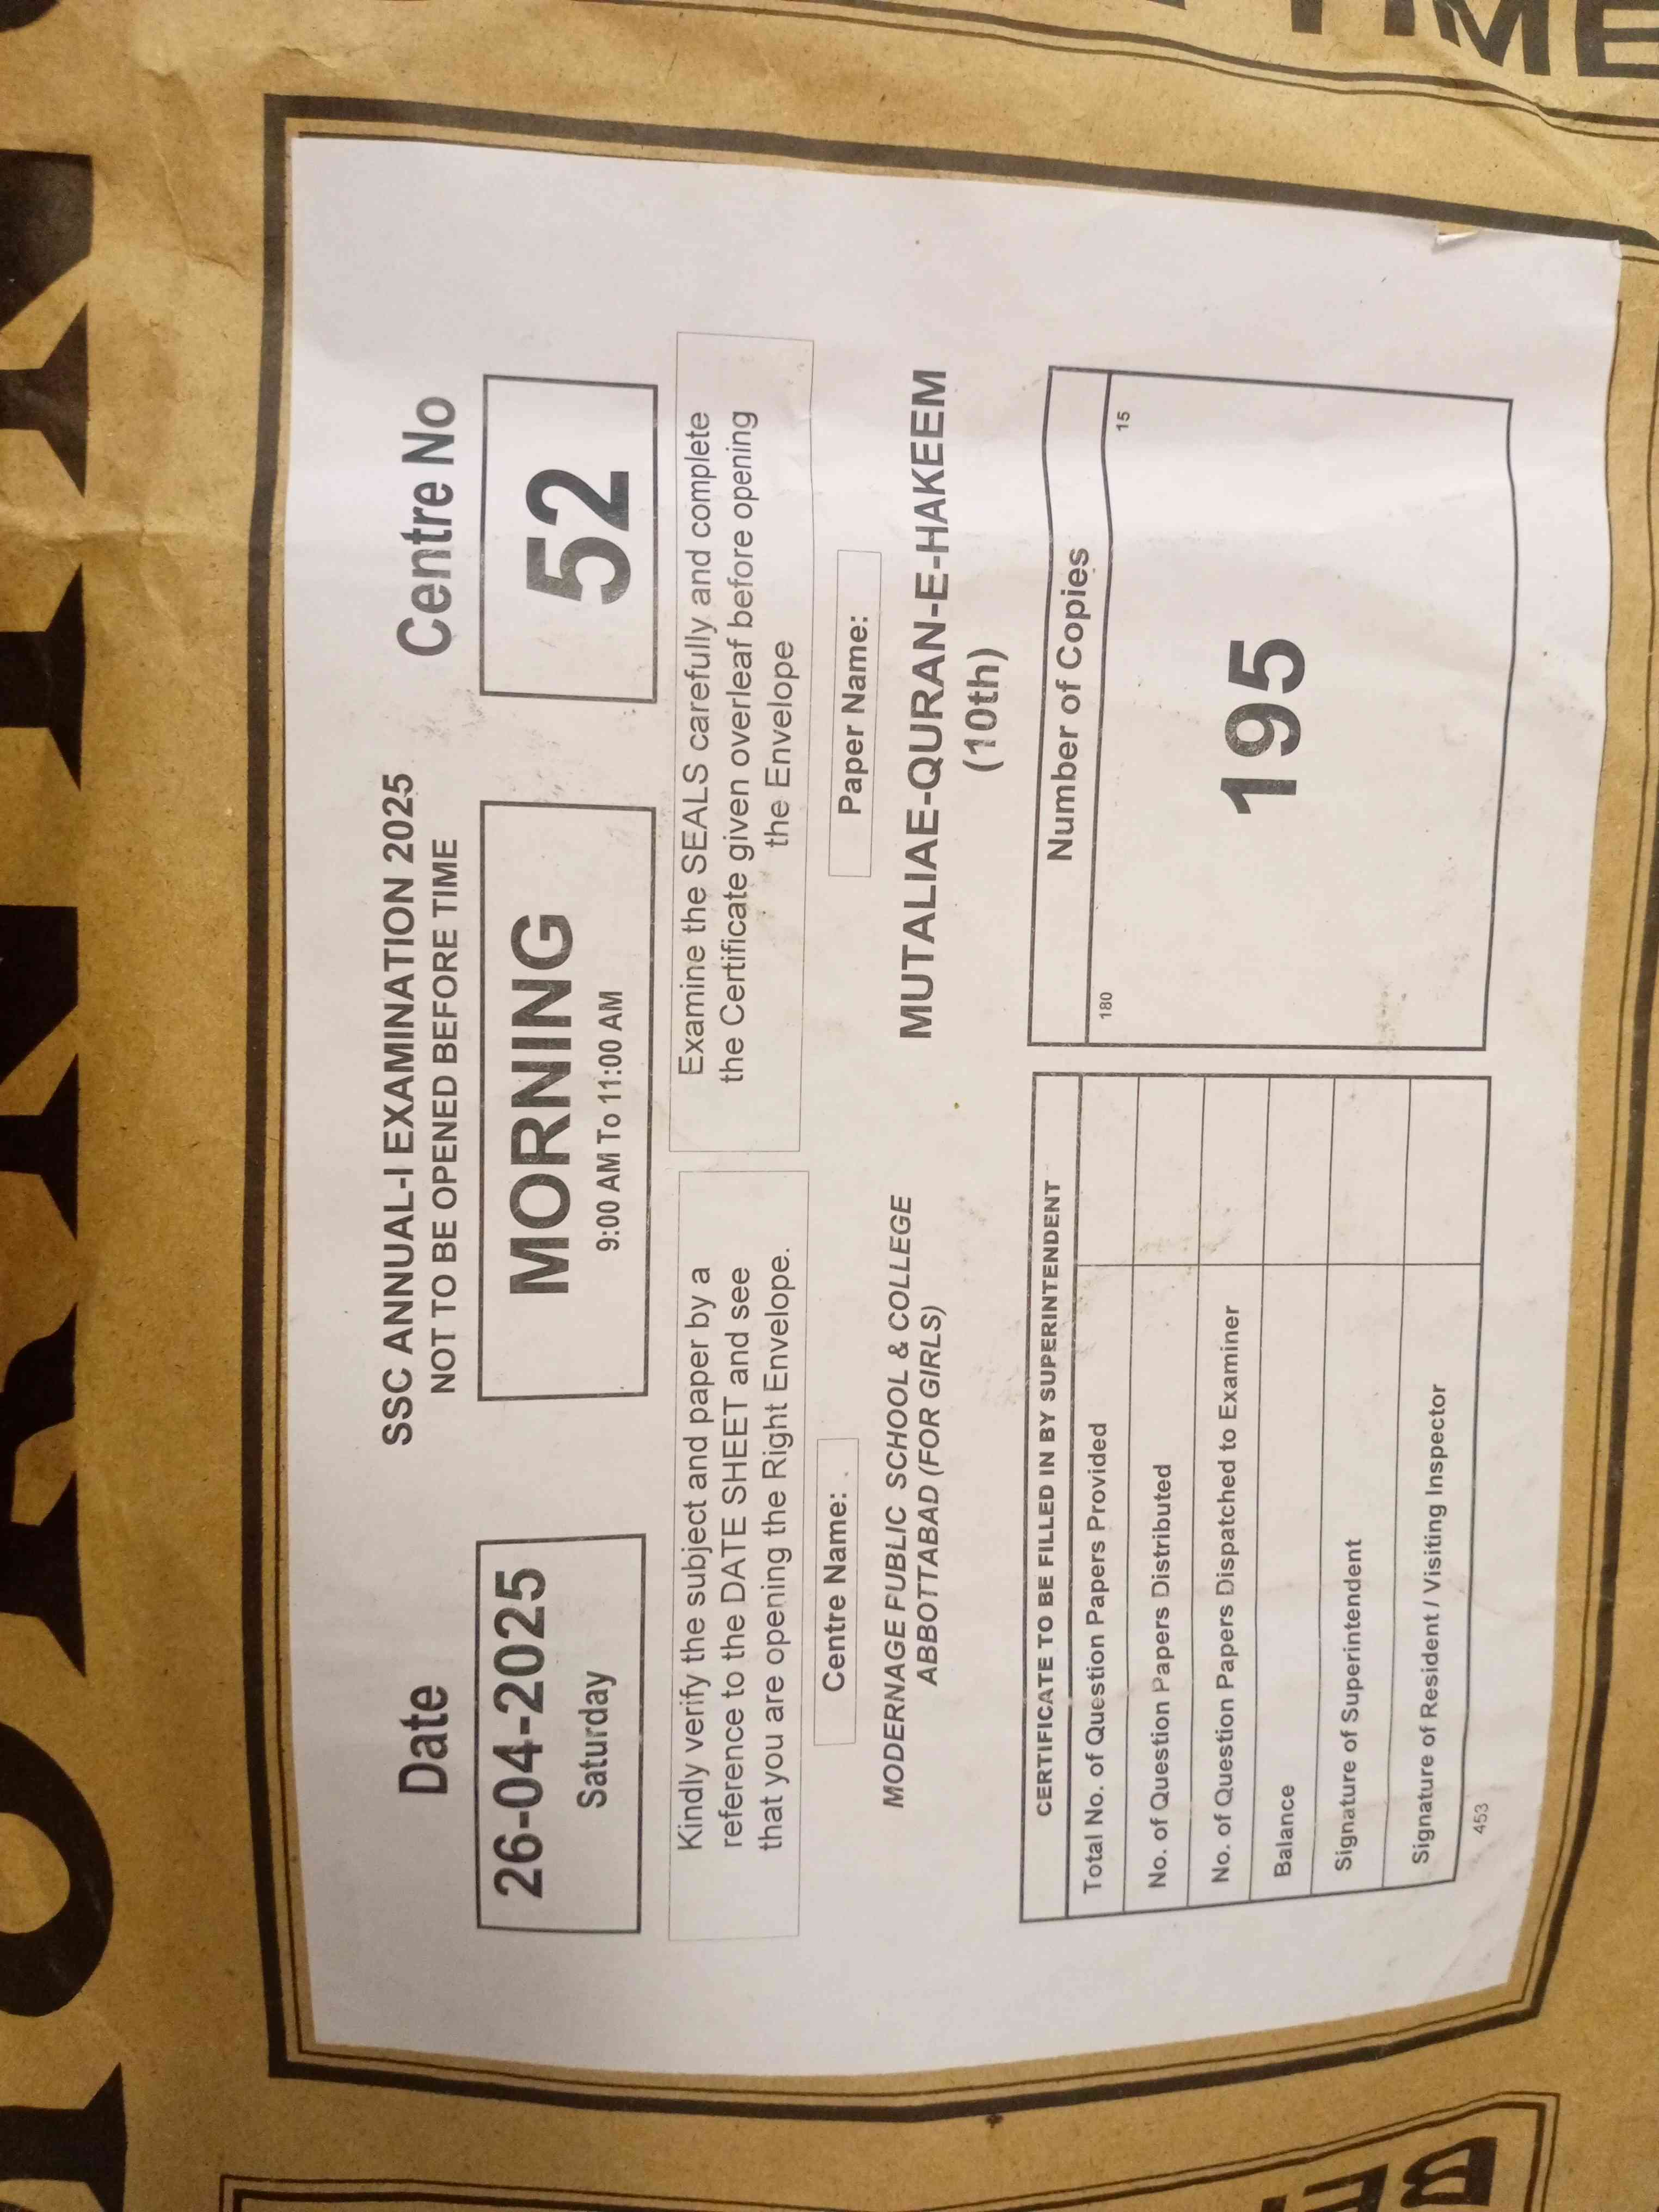 SSC ANNUAL-I EXAMINATION 2025
NOT TO BE OPENED BEFORE TIME
Date
26-04-2025
Saturday
MORNING
9:00 AM To 11:00 AM
Centre No
52
Kindly verify the subject and paper by a
reference to the DATE SHEET and see
that you are opening the Right Envelope.
Examine the SEALS carefully and complete
the Certificate given overleaf before opening
the Envelope
Centre Name:
MODERNAGE PUBLIC SCHOOL & COLLEGE
ABBOTTABAD (FOR GIRLS)
Paper Name:
MUTALIAE-QURAN-E-HAKEEM
(10th)
CERTIFICATE TO BE FILLED IN BY SUPERINTENDENT
Total No. of Question Papers Provided
No. of Question Papers Distributed
No. of Question Papers Dispatched to Examiner
Balance
Signature of Superintendent
Signature of Resident / Visiting Inspector
453
Number of Copies
180
15
195